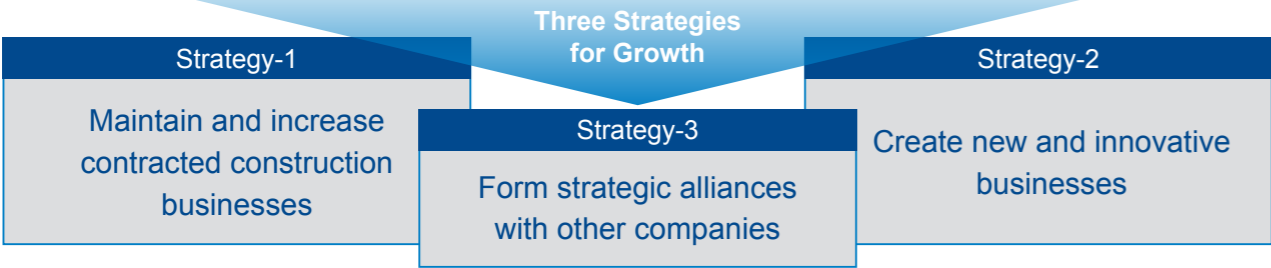 Three Strategies
for Growth
Strategy-1
Maintain and increase
contracted construction
businesses
Strategy-2
Create new and innovative
businesses
Strategy-3
Form strategic alliances
with other companies